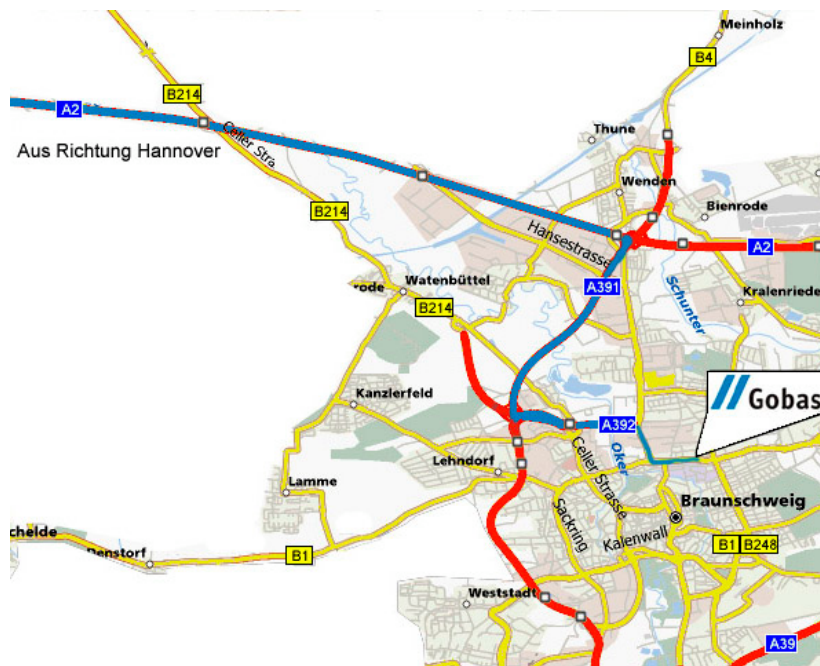 Meinholz
B4
B214
A2
Celler Stra
Thune
Aus Richtung Hannover
Wenden
B214
Bienrode
Hansestrasse
A2
rode
Watenbüttel
A391
Schunter
Kralenriede
B214
Gobas
Kanzlerfeld
A392
Oker
Celler Strasse
Lehndorf
Lamme
Sackring
Braunschweig
chelde
Denstorf
B1
Kalenwall
B1
B248
Weststadt
A39